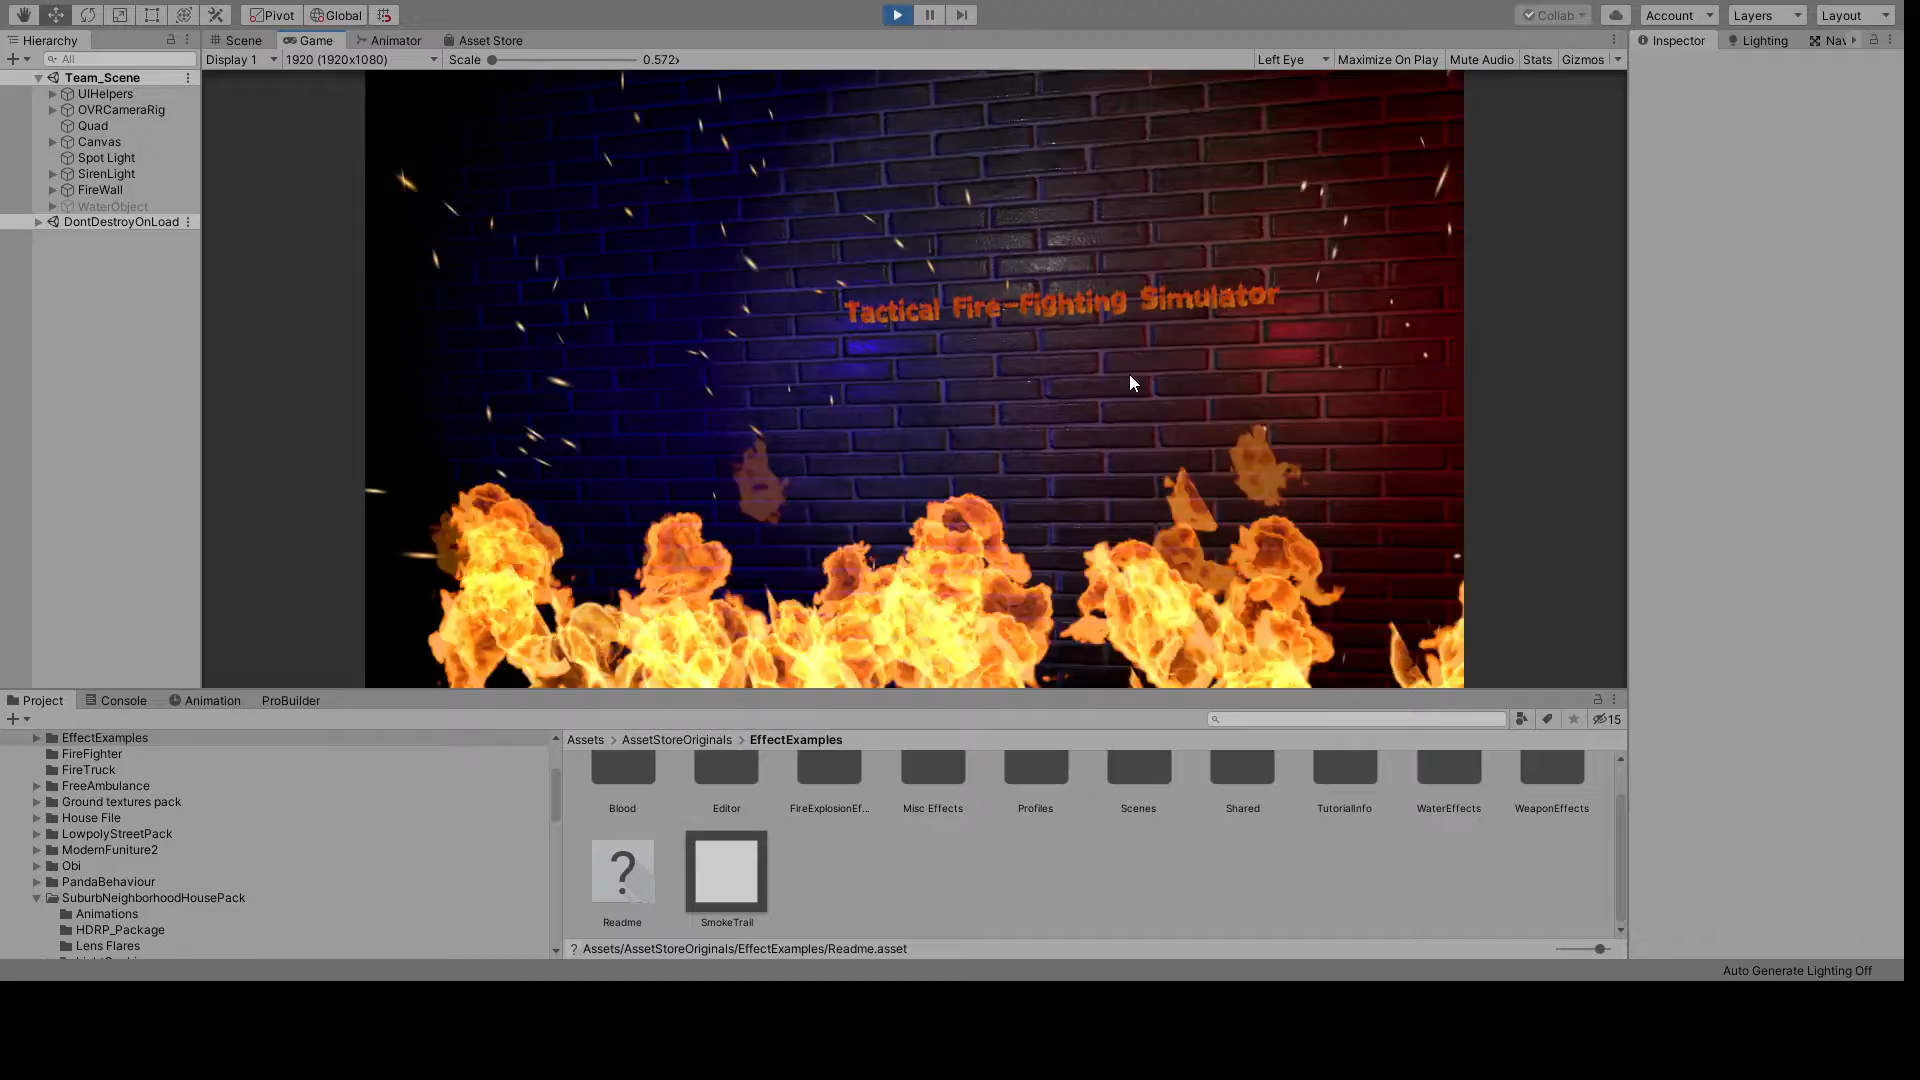 Pivot Global Collab Account Layers Layout
Hierarchy Scene Game Animator Asset Store Inspector Lighting Nav
All Display 1 1920 (1920x1080) Scale 0.572x Left Eye Maximize On Play Mute Audio Stats Gizmos
Team_Scene
UIHelpers
OVRCameraRig
Quad
Canvas
Spot Light
SirenLight
FireWall
WaterObject
DontDestroyOnLoad
Tactical Fire-Fighting Simulator
Project Console Animation ProBuilder
15
EffectExamples
FireFighter
FireTruck
FreeAmbulance
Ground textures pack
House File
LowpolyStreetPack
ModernFuniture2
Obi
PandaBehaviour
SuburbNeighborhoodHousePack
Animations
HDRP_Package
Lens Flares
Assets > AssetStoreOriginals > EffectExamples
Blood Editor FireExplosionEf... Misc Effects Profiles Scenes Shared TutorialInfo WaterEffects WeaponEffects
?
Readme SmokeTrail
? Assets/AssetStoreOriginals/EffectExamples/Readme.asset
Auto Generate Lighting Off